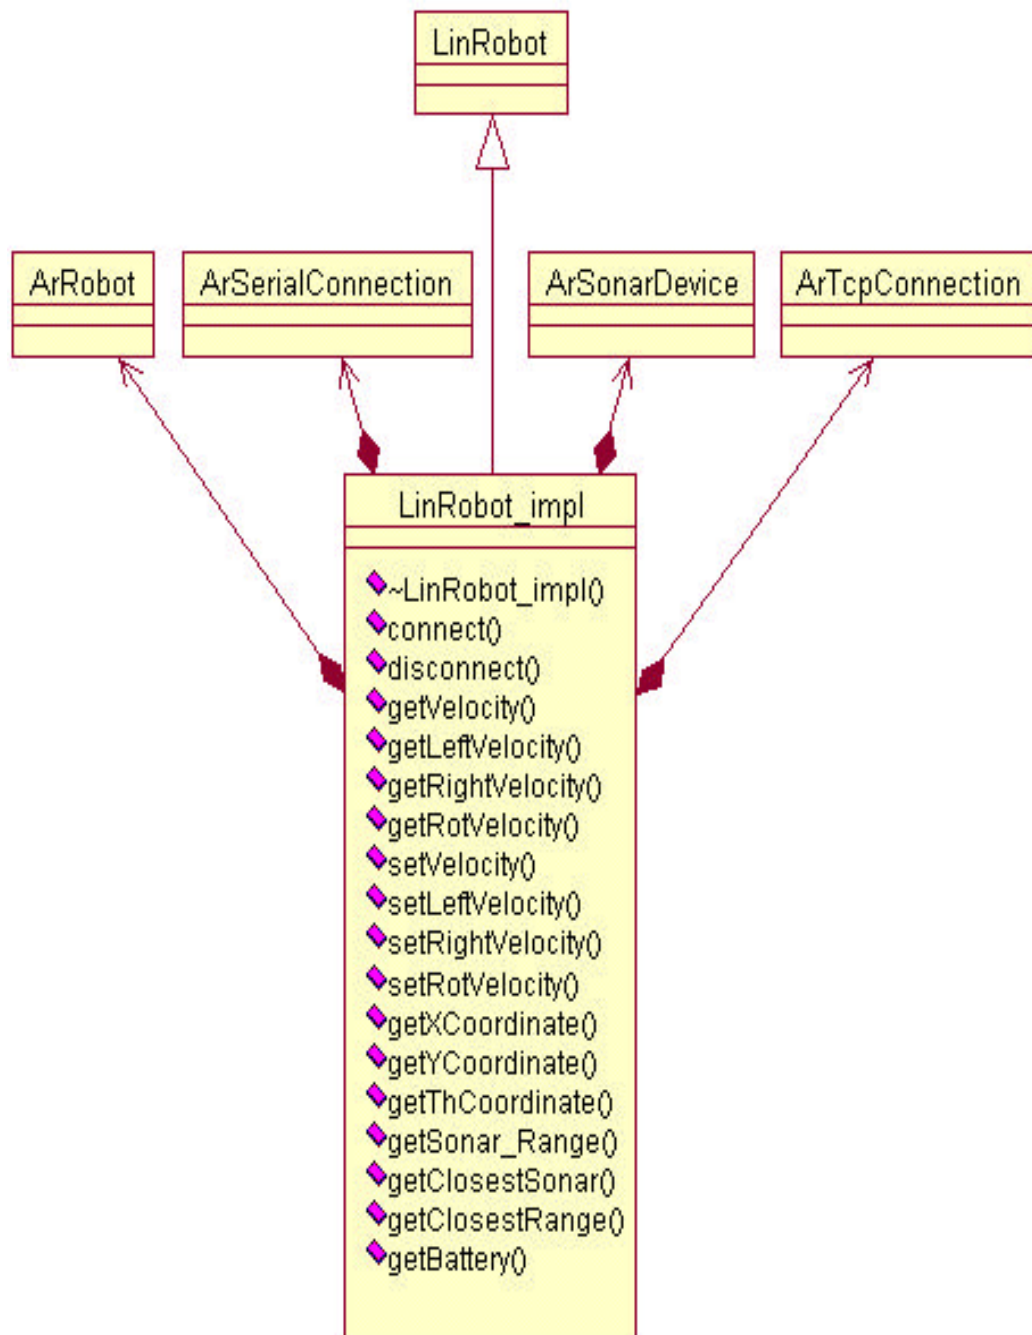 LinRobot
ArRobot
ArSerialConnection
ArSonarDevice
ArTcpConnection
LinRobot_impl
~LinRobot_impl()
connect()
disconnect()
getVelocity()
getLeftVelocity()
getRightVelocity()
getRotVelocity()
setVelocity()
setLeftVelocity()
setRightVelocity()
setRotVelocity()
getXCoordinate()
getYCoordinate()
getThCoordinate()
getSonar_Range()
getClosestSonar()
getClosestRange()
getBattery()